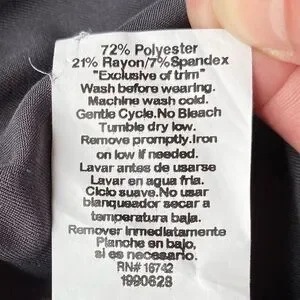 72% Polyester
21% Rayon/7%Spandex
"Exclusive of trim"
Wash before wearing.
Machine wash cold.
Gentle Cycle.No Bleach
Tumble dry low.
Remove promptly.Iron
on low if needed.
Lavar antes de usarse
Lavar en agua fria.
Ciclo suave.No usar
blanqueador secar a
temperatura baja.
Remover inmediatamente
Planche en bajo,
si es necesario.
RN# 16742
1990628